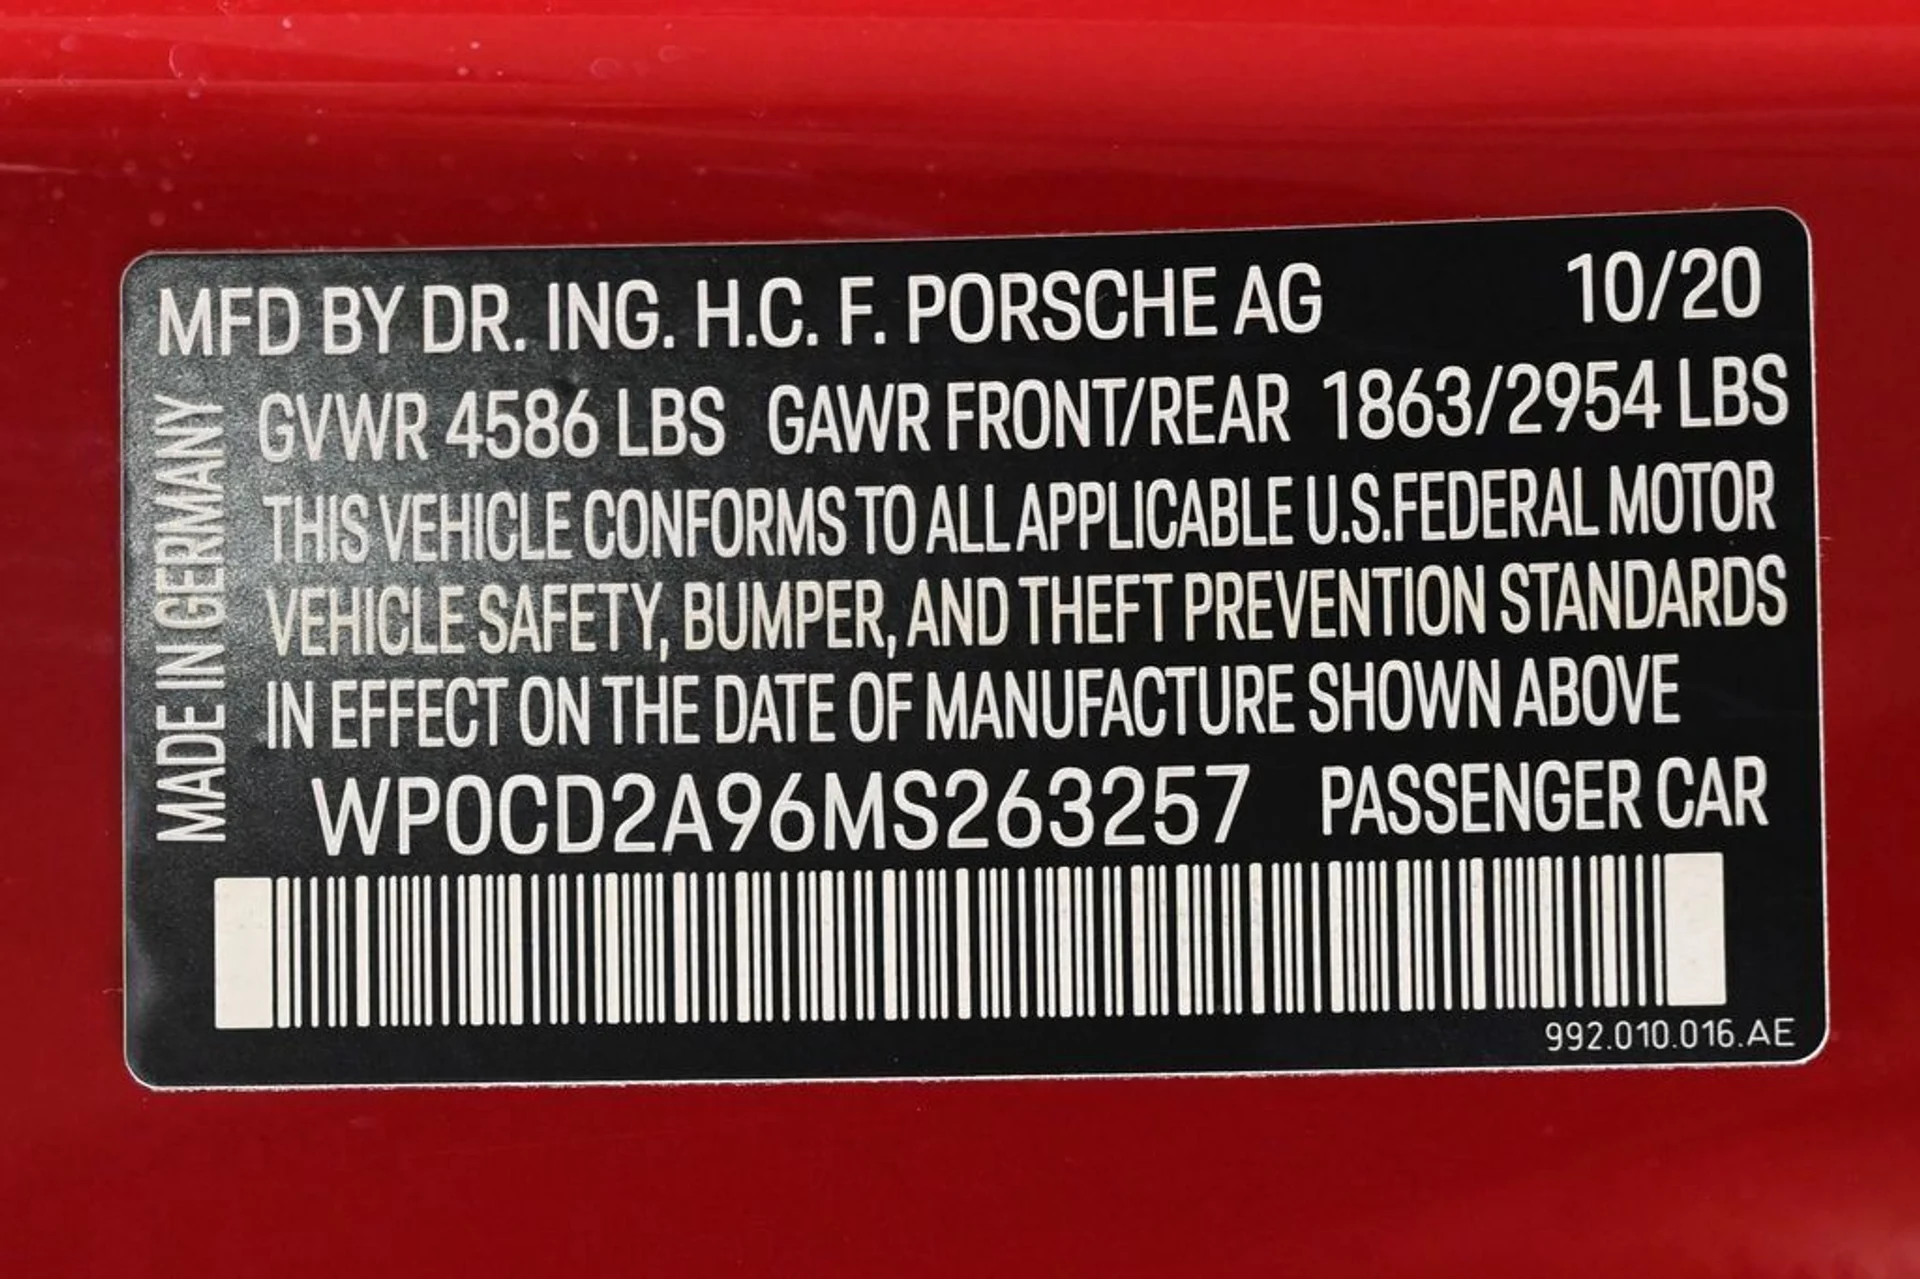 MFD BY DR. ING. H.C. F. PORSCHE AG 10/20
GVWR 4586 LBS GAWR FRONT/REAR 1863/2954 LBS
THIS VEHICLE CONFORMS TO ALL APPLICABLE U.S.FEDERAL MOTOR
VEHICLE SAFETY, BUMPER, AND THEFT PREVENTION STANDARDS
IN EFFECT ON THE DATE OF MANUFACTURE SHOWN ABOVE
WP0CD2A96MS263257 PASSENGER CAR
992.010.016.AE
MADE IN GERMANY